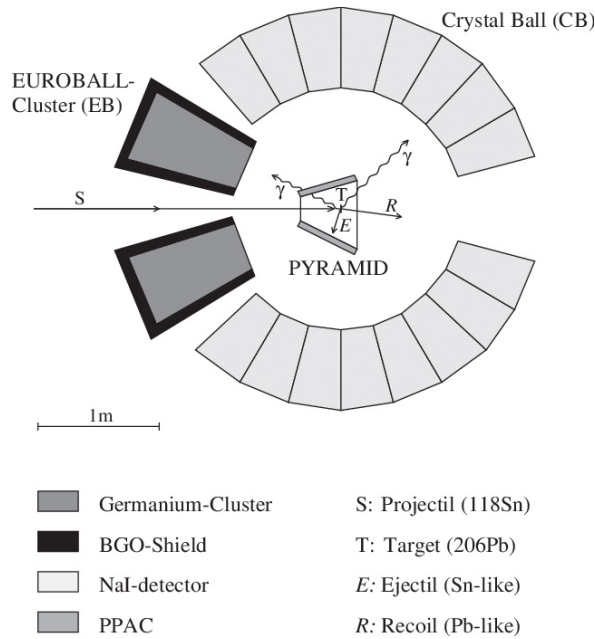 Crystal Ball (CB)
EUROBALL-
Cluster (EB)
γ
γ
S
T
R
E
PYRAMID
1m
Germanium-Cluster
S: Projectil (118Sn)
BGO-Shield
T: Target (206Pb)
NaI-detector
E: Ejectil (Sn-like)
PPAC
R: Recoil (Pb-like)